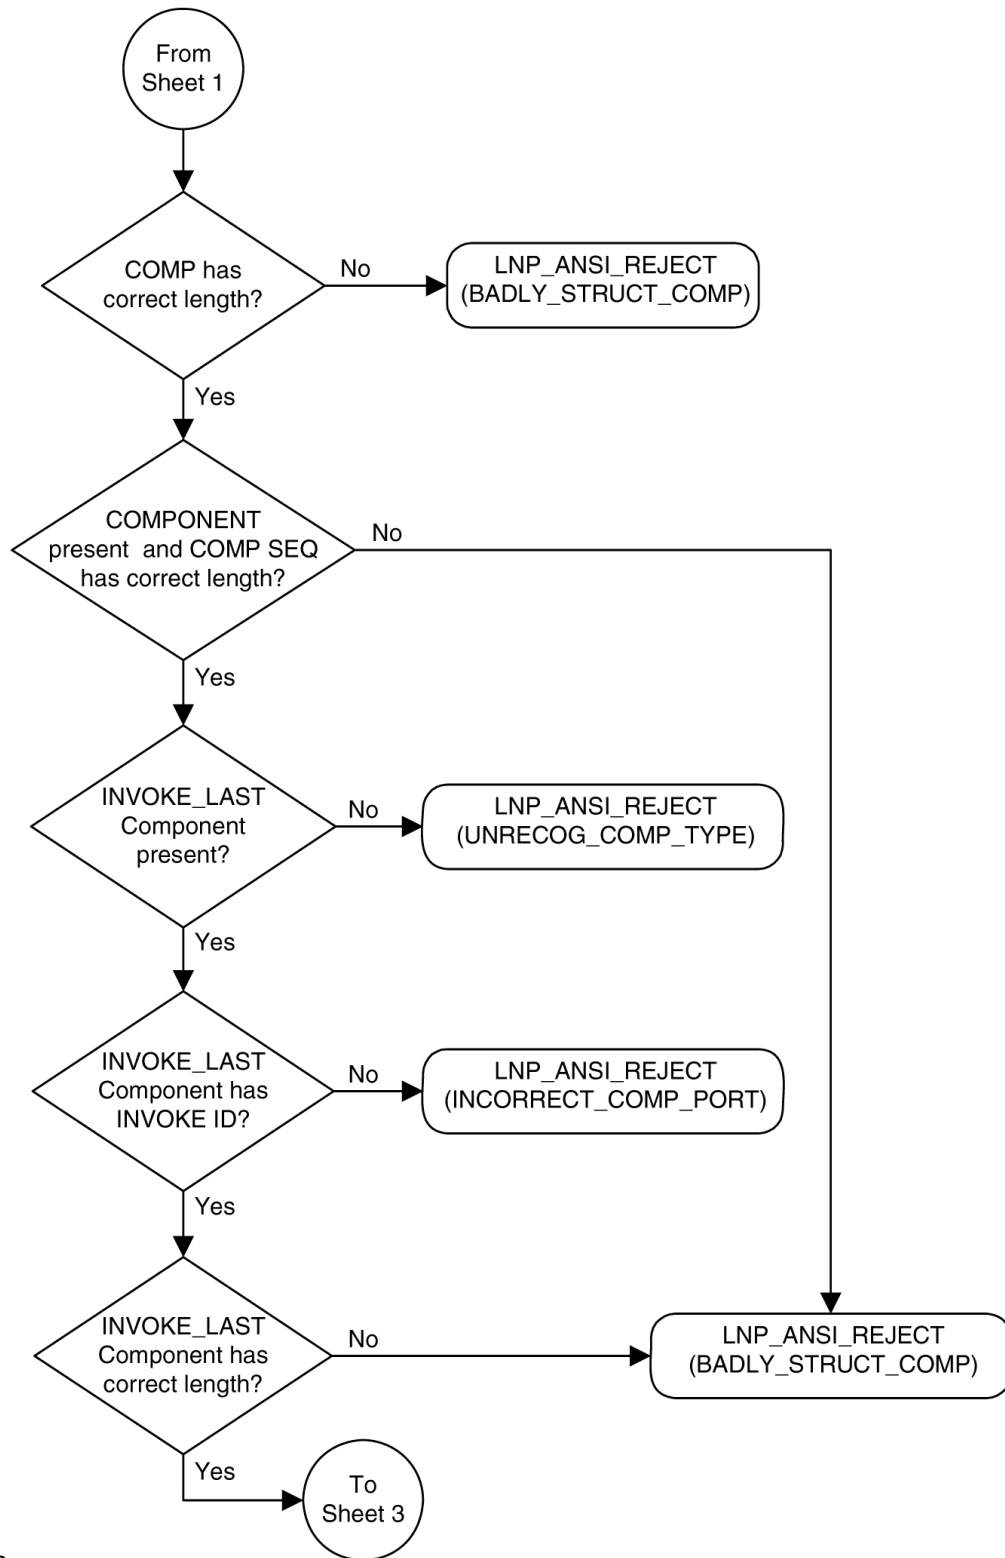 From
Sheet 1
COMP has
correct length?
No
LNP_ANSI_REJECT
(BADLY_STRUCT_COMP)
Yes
COMPONENT
present and COMP SEQ
has correct length?
No
Yes
INVOKE_LAST
Component
present?
No
LNP_ANSI_REJECT
(UNRECOG_COMP_TYPE)
Yes
INVOKE_LAST
Component has
INVOKE ID?
No
LNP_ANSI_REJECT
(INCORRECT_COMP_PORT)
Yes
INVOKE_LAST
Component has
correct length?
No
LNP_ANSI_REJECT
(BADLY_STRUCT_COMP)
Yes
To
Sheet 3